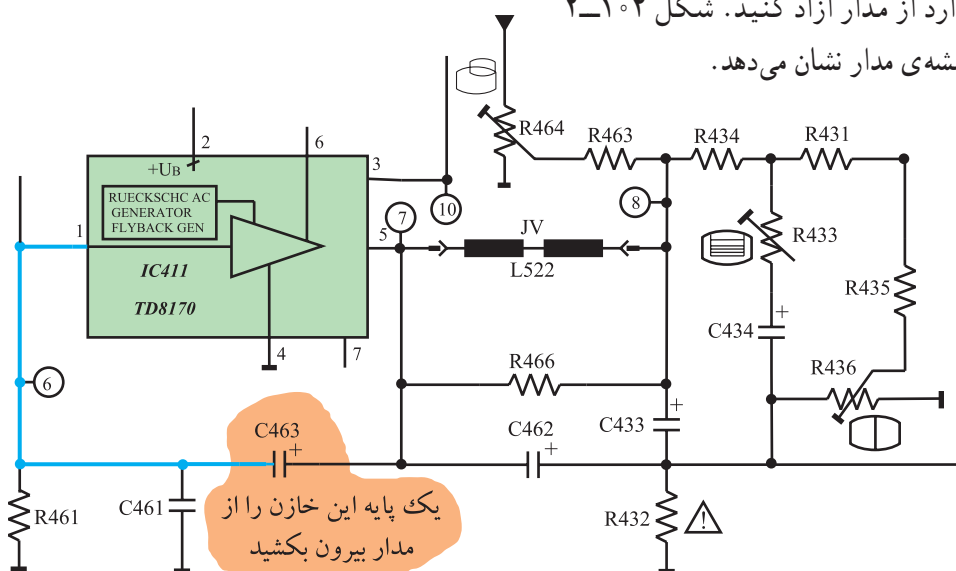 ارد از مدار آزاد کنید. شکل ۱۰۲ــ۲
شه‌ی مدار نشان می‌دهد.
2
6
+UB
3
R464
R463
R434
R431
RUECKSCHC AC
GENERATOR
FLYBACK GEN
10
7
8
1
5
JV
R433
L522
IC411
TD8170
R435
C434
+
4
7
R466
R436
6
C463
+
C462
+
C433
+
R461
C461
یک پایه این خازن را از
مدار بیرون بکشید
R432
!